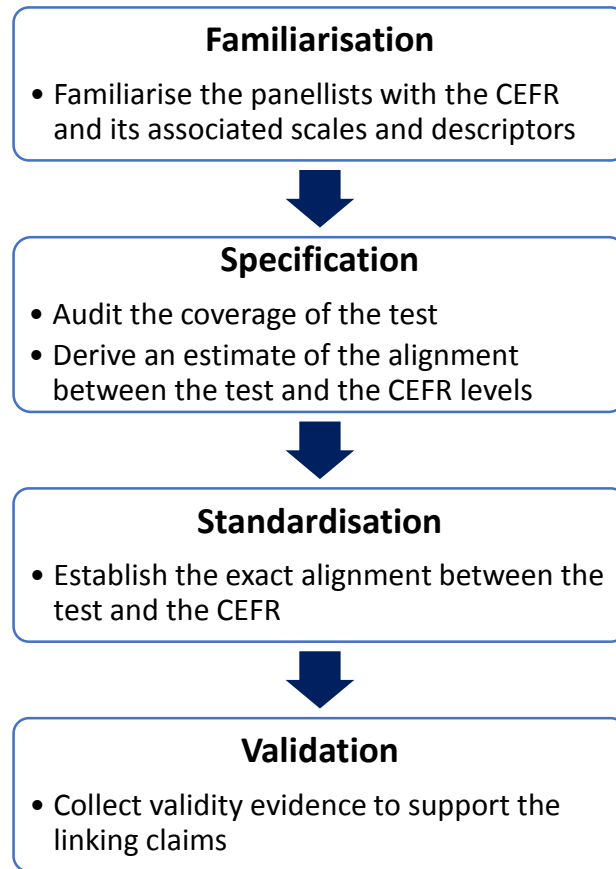 Familiarisation
• Familiarise the panellists with the CEFR
and its associated scales and descriptors
Specification
• Audit the coverage of the test
• Derive an estimate of the alignment
between the test and the CEFR levels
Standardisation
• Establish the exact alignment between the
test and the CEFR
Validation
• Collect validity evidence to support the
linking claims